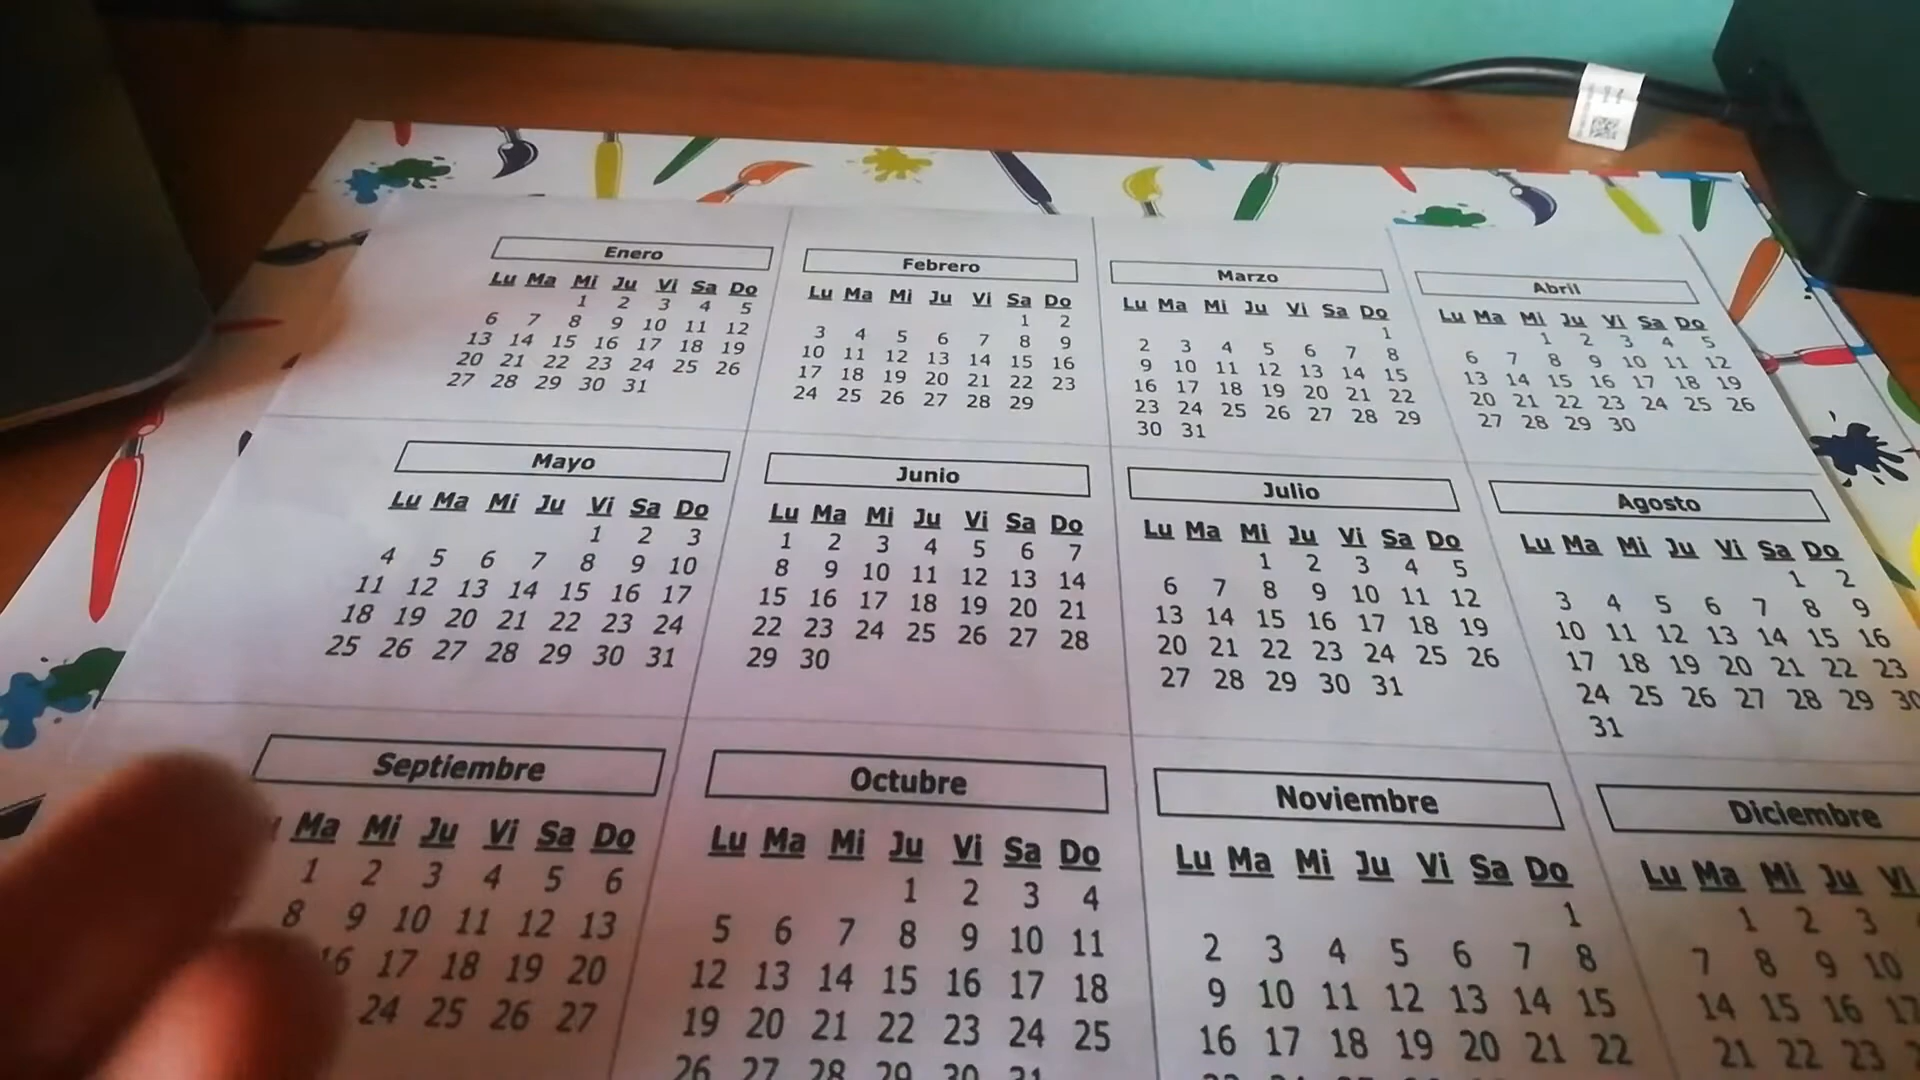 Enero
Lu Ma Mi Ju Vi Sa Do
1 2 3 4 5
6 7 8 9 10 11 12
13 14 15 16 17 18 19
20 21 22 23 24 25 26
27 28 29 30 31
Febrero
Lu Ma Mi Ju Vi Sa Do
1 2
3 4 5 6 7 8 9
10 11 12 13 14 15 16
17 18 19 20 21 22 23
24 25 26 27 28 29
Marzo
Lu Ma Mi Ju Vi Sa Do
1
2 3 4 5 6 7 8
9 10 11 12 13 14 15
16 17 18 19 20 21 22
23 24 25 26 27 28 29
30 31
Abril
Lu Ma Mi Ju Vi Sa Do
1 2 3 4 5
6 7 8 9 10 11 12
13 14 15 16 17 18 19
20 21 22 23 24 25 26
27 28 29 30
Mayo
Lu Ma Mi Ju Vi Sa Do
1 2 3
4 5 6 7 8 9 10
11 12 13 14 15 16 17
18 19 20 21 22 23 24
25 26 27 28 29 30 31
Junio
Lu Ma Mi Ju Vi Sa Do
1 2 3 4 5 6 7
8 9 10 11 12 13 14
15 16 17 18 19 20 21
22 23 24 25 26 27 28
29 30
Julio
Lu Ma Mi Ju Vi Sa Do
1 2 3 4 5
6 7 8 9 10 11 12
13 14 15 16 17 18 19
20 21 22 23 24 25 26
27 28 29 30 31
Agosto
Lu Ma Mi Ju Vi Sa Do
1 2
3 4 5 6 7 8 9
10 11 12 13 14 15 16
17 18 19 20 21 22 23
24 25 26 27 28 29 30
31
Septiembre
Ma Mi Ju Vi Sa Do
1 2 3 4 5 6
8 9 10 11 12 13
16 17 18 19 20
24 25 26 27
Octubre
Lu Ma Mi Ju Vi Sa Do
1 2 3 4
5 6 7 8 9 10 11
12 13 14 15 16 17 18
19 20 21 22 23 24 25
26 27 28 29 30 31
Noviembre
Lu Ma Mi Ju Vi Sa Do
1
2 3 4 5 6 7 8
9 10 11 12 13 14 15
16 17 18 19 20 21 22
Diciembre
Lu Ma Mi Ju Vi
1 2 3
7 8 9 10
14 15 16 17
21 22 23